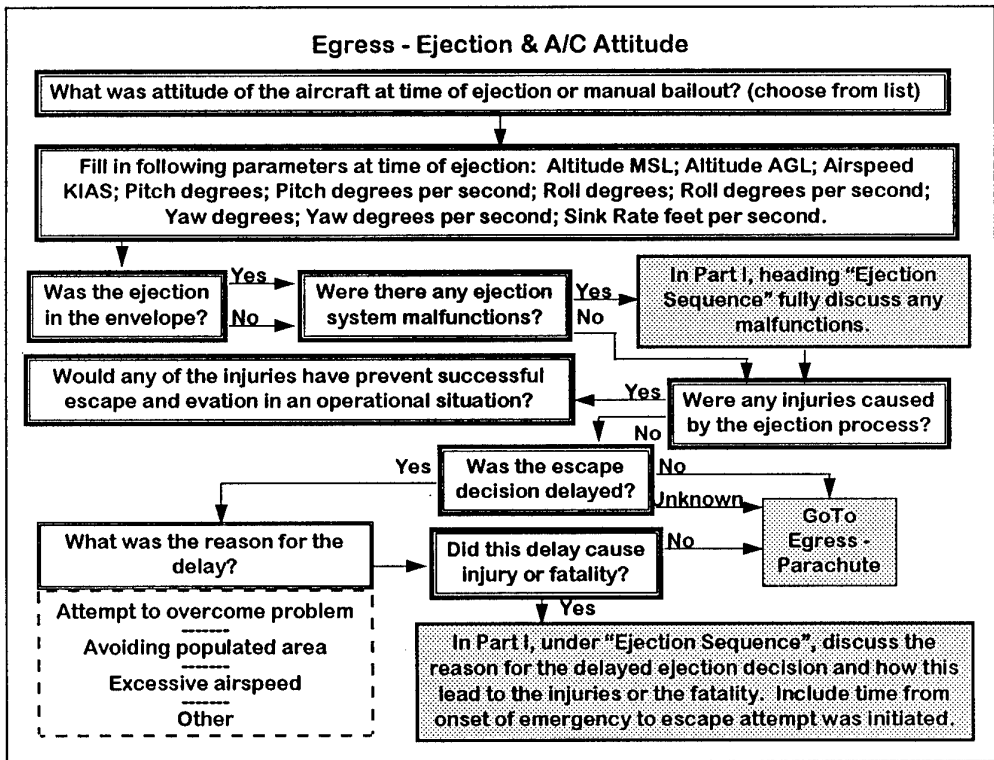 Egress - Ejection & A/C Attitude
What was attitude of the aircraft at time of ejection or manual bailout? (choose from list)
Fill in following parameters at time of ejection: Altitude MSL; Altitude AGL; Airspeed
KIAS; Pitch degrees; Pitch degrees per second; Roll degrees; Roll degrees per second;
Yaw degrees; Yaw degrees per second; Sink Rate feet per second.
Was the ejection
in the envelope?
Yes
No
Were there any ejection
system malfunctions?
Yes
No
In Part I, heading "Ejection
Sequence" fully discuss any
malfunctions.
Would any of the injuries have prevent successful
escape and evation in an operational situation?
Yes
No
Were any injuries caused
by the ejection process?
Yes
Was the escape
decision delayed?
No
Unknown
GoTo
Egress -
Parachute
What was the reason for the
delay?
Did this delay cause
injury or fatality?
No
Yes
Attempt to overcome problem
Avoiding populated area
Excessive airspeed
Other
In Part I, under "Ejection Sequence", discuss the
reason for the delayed ejection decision and how this
lead to the injuries or the fatality. Include time from
onset of emergency to escape attempt was initiated.